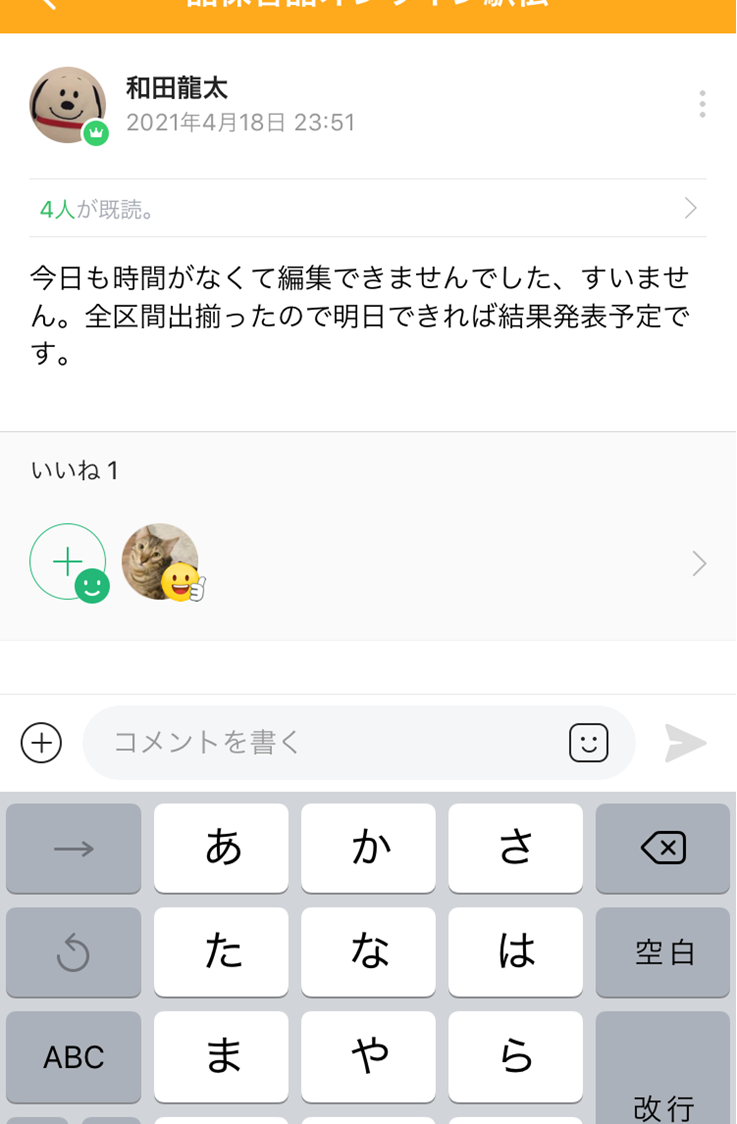 和田龍太
2021年4月18日 23:51
4人が既読。
今日も時間がなくて編集できませんでした、すいませ
ん。全区間出揃ったので明日できれば結果発表予定で
す。
いいね 1
コメントを書く
→ あ か さ
た な は 空白
ABC ま や ら
改行